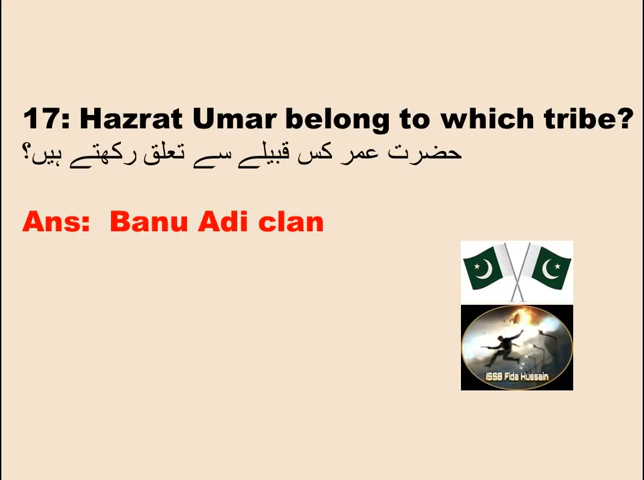 17: Hazrat Umar belong to which tribe?
حضرت عمر کس قبیلے سے تعلق رکھتے ہیں؟
Ans: Banu Adi clan
ISSB Fida Hussain